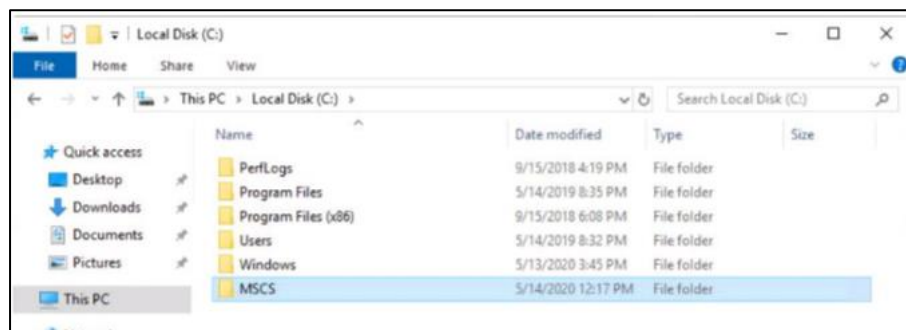 Local Disk (C:)
File Home Share View
This PC > Local Disk (C:) > Search Local Disk (C:)
Name Date modified Type Size
Quick access
Desktop
Downloads
Documents
Pictures
This PC
PerfLogs 9/15/2018 4:19 PM File folder
Program Files 5/14/2019 8:35 PM File folder
Program Files (x86) 9/15/2018 6:08 PM File folder
Users 5/14/2019 8:32 PM File folder
Windows 5/13/2020 3:45 PM File folder
MSCS 5/14/2020 12:17 PM File folder